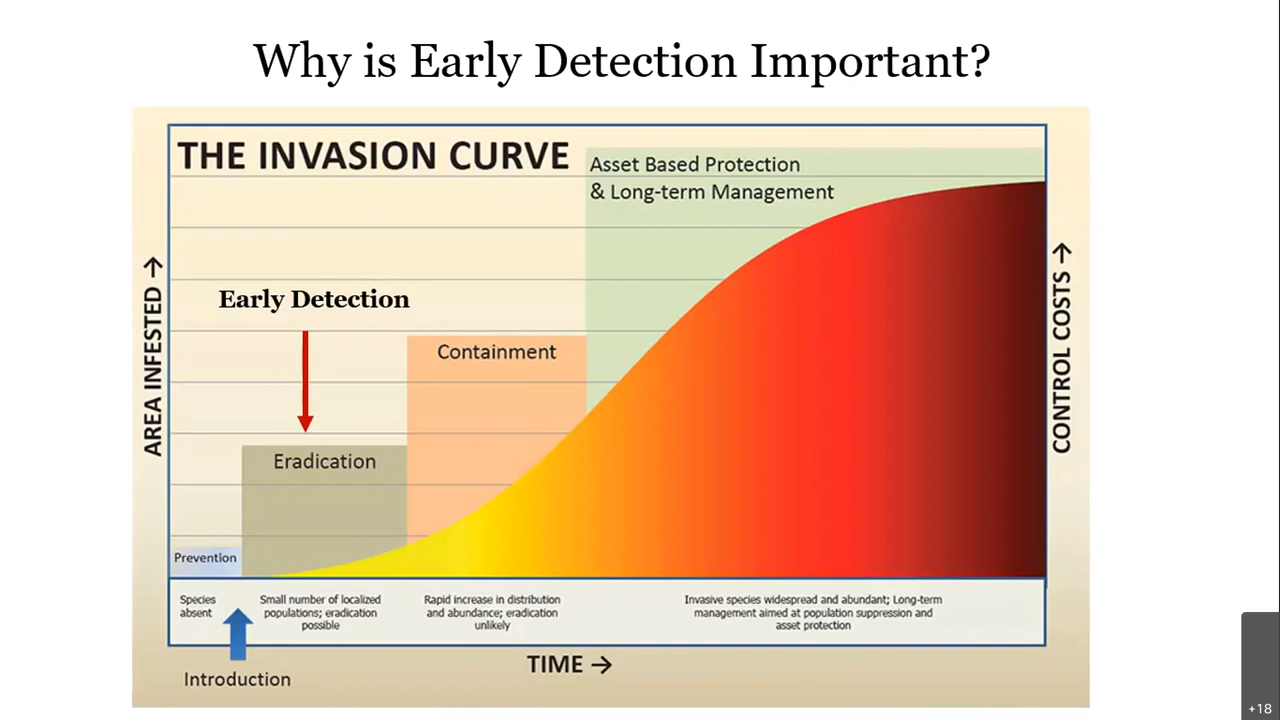 Why is Early Detection Important?
THE INVASION CURVE
Asset Based Protection
& Long-term Management
AREA INFESTED →
CONTROL COSTS →
Early Detection
Containment
Eradication
Prevention
Species
absent
Small number of localized
populations; eradication
possible
Rapid increase in distribution
and abundance; eradication
unlikely
Invasive species widespread and abundant; Long-term
management aimed at population suppression and
asset protection
TIME →
Introduction
+18